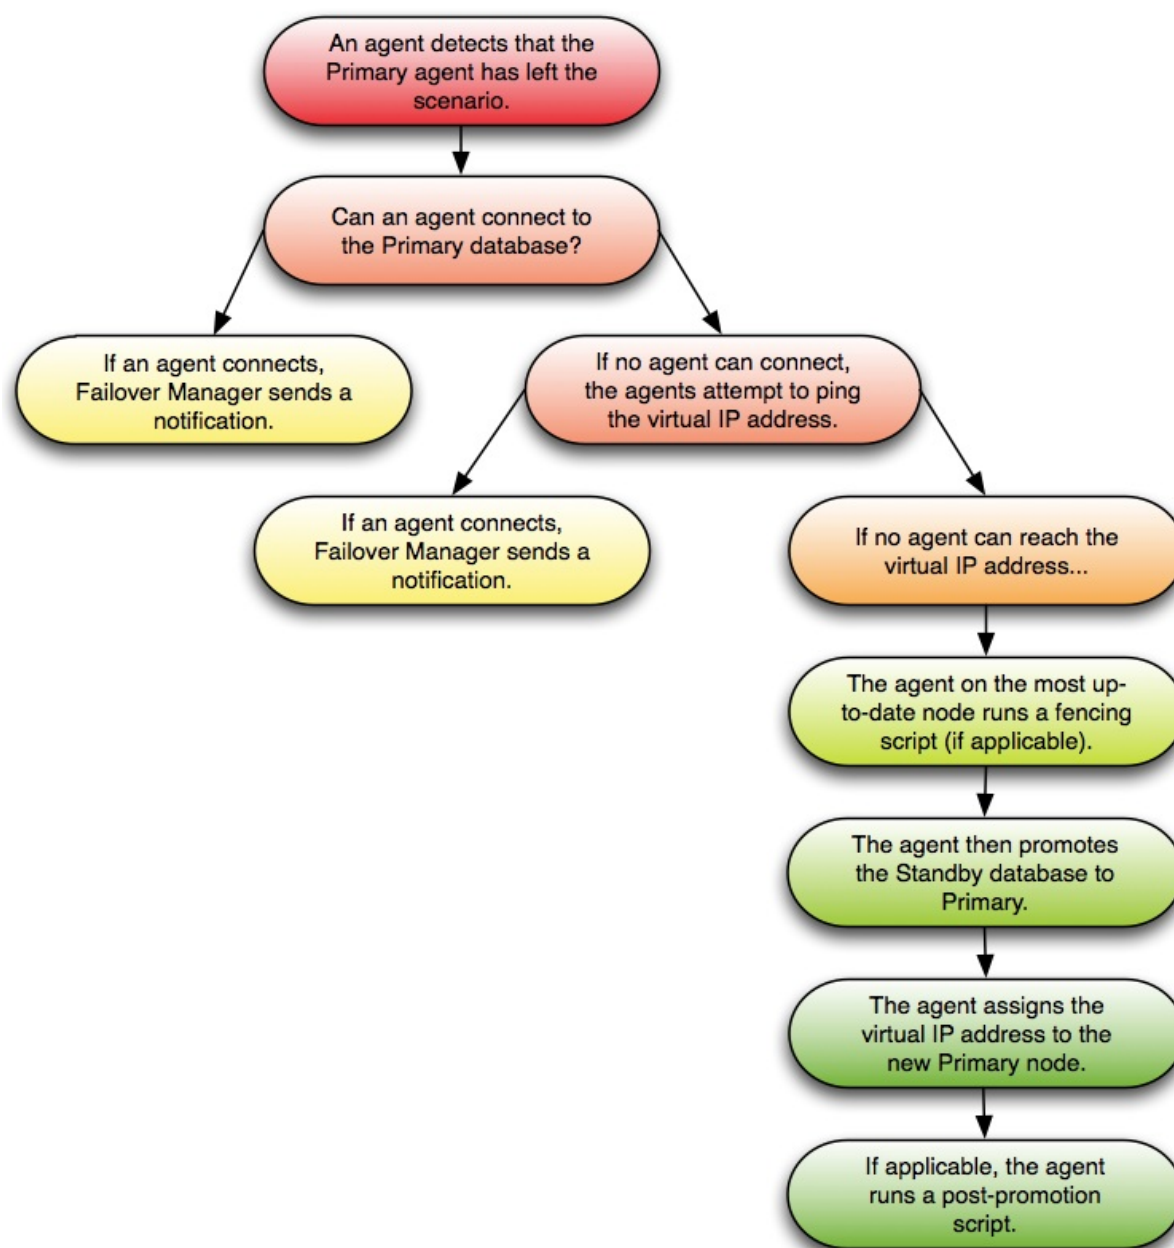 An agent detects that the
Primary agent has left the
scenario.
Can an agent connect to
the Primary database?
If an agent connects,
Failover Manager sends a
notification.
If no agent can connect,
the agents attempt to ping
the virtual IP address.
If an agent connects,
Failover Manager sends a
notification.
If no agent can reach the
virtual IP address...
The agent on the most up-
to-date node runs a fencing
script (if applicable).
The agent then promotes
the Standby database to
Primary.
The agent assigns the
virtual IP address to the
new Primary node.
If applicable, the agent
runs a post-promotion
script.